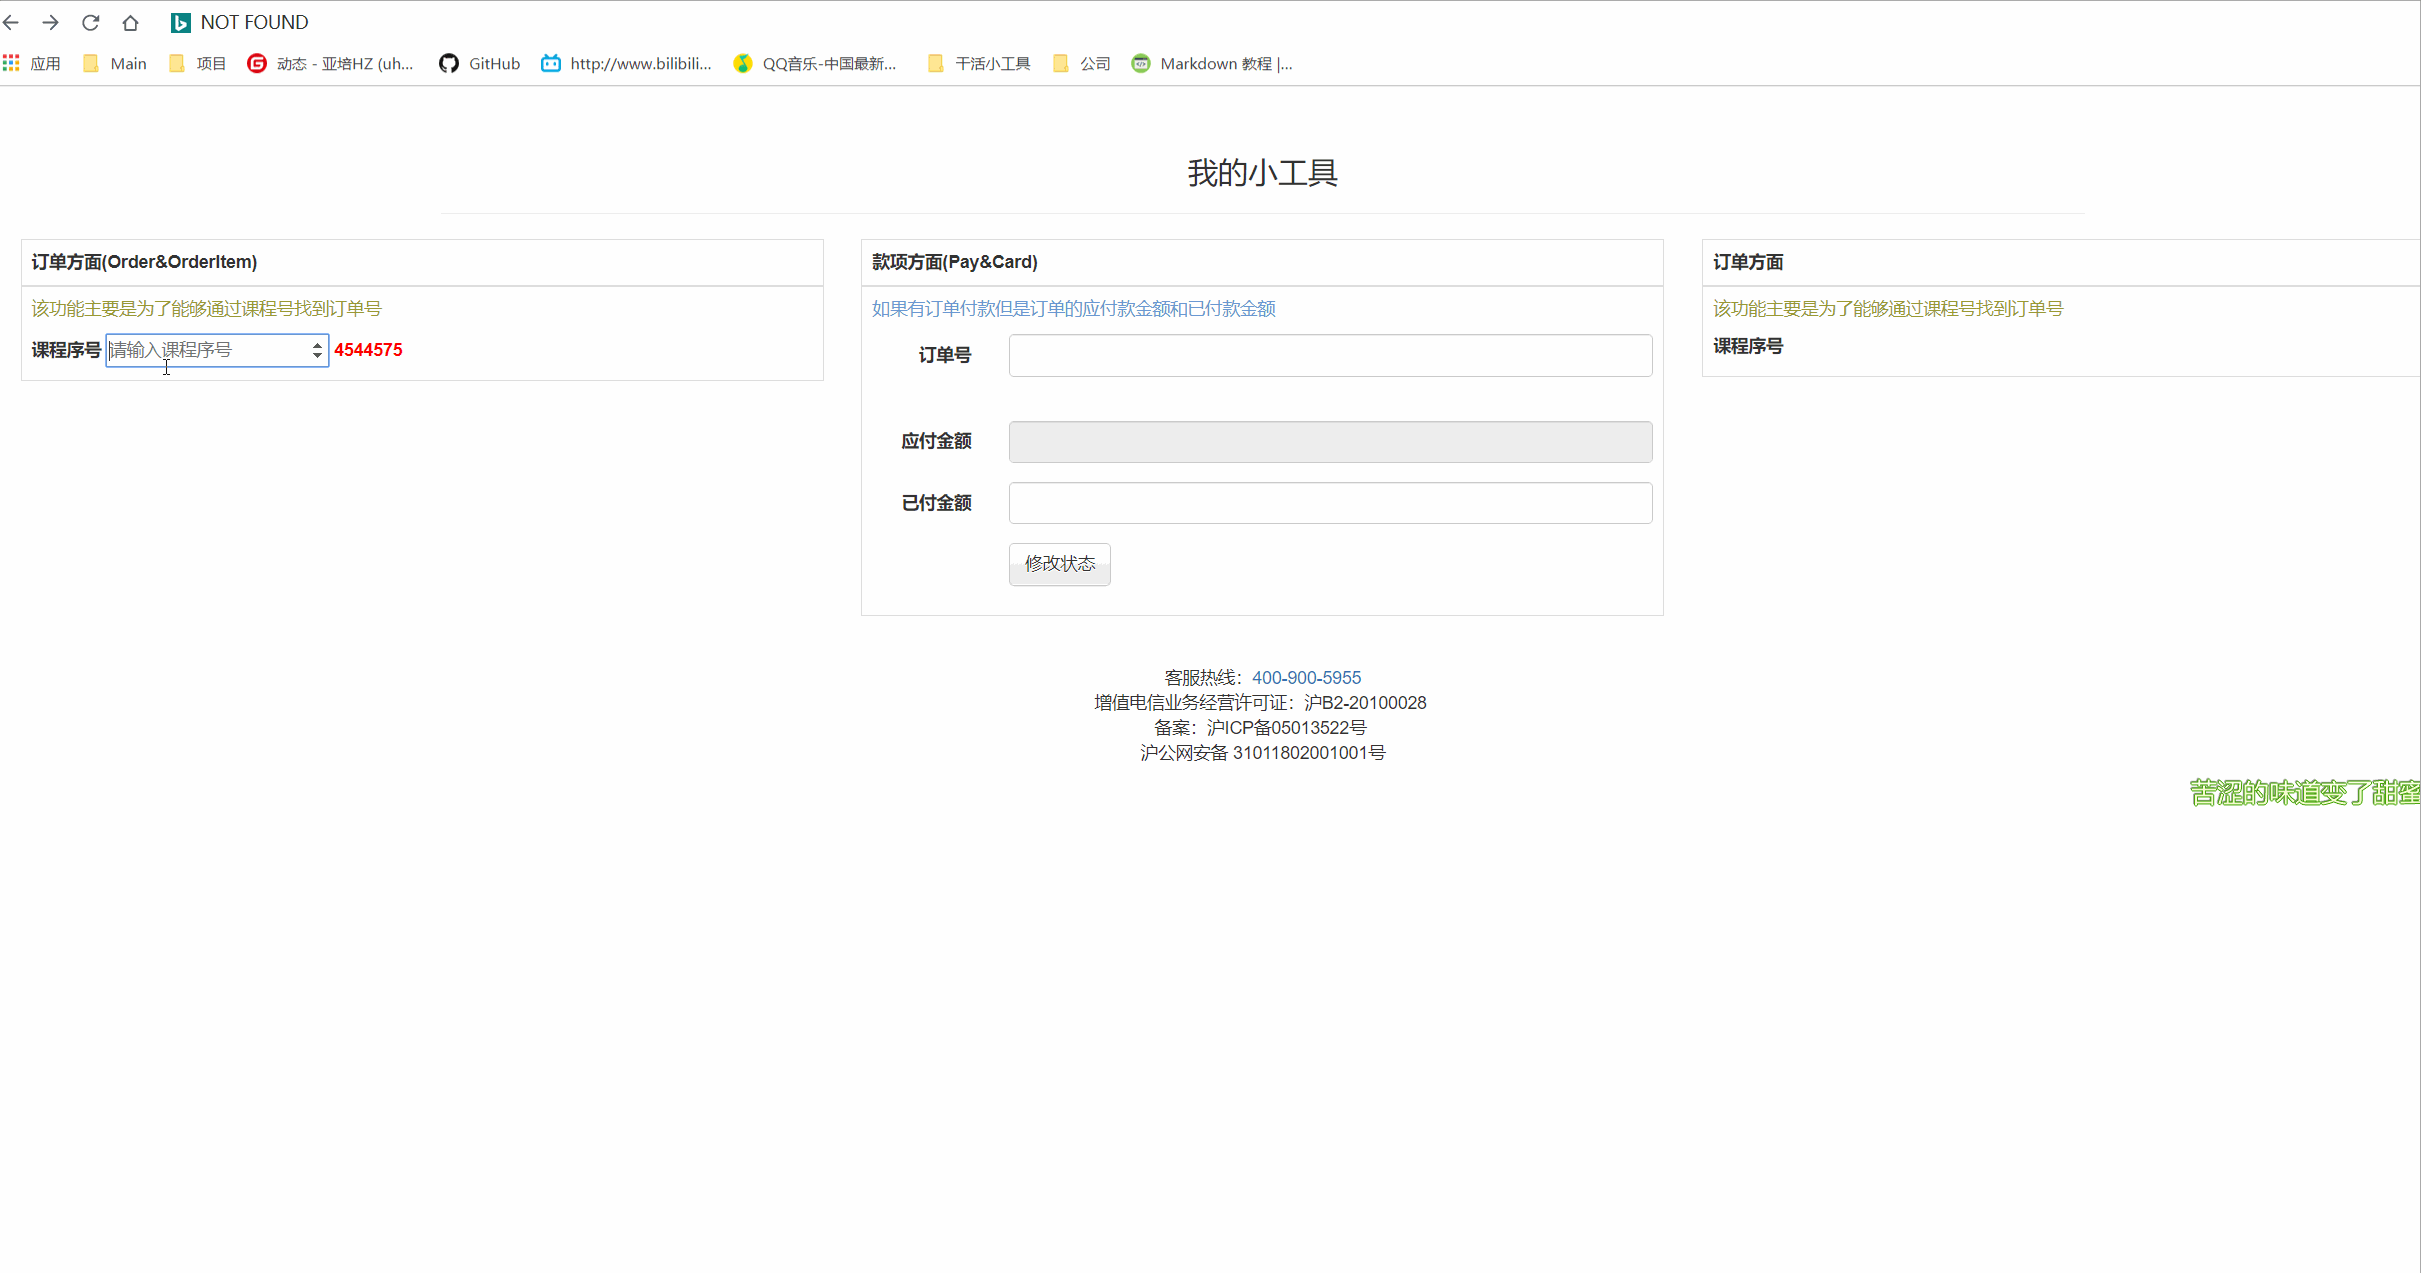 NOT FOUND
应用 Main 项目 动态 - 亚培HZ (uh... GitHub http://www.bilibili... QQ音乐-中国最新... 干活小工具 公司 Markdown 教程 |...
我的小工具
订单方面(Order&OrderItem)
该功能主要是为了能够通过课程号找到订单号
课程序号 请输入课程序号 4544575
款项方面(Pay&Card)
如果有订单付款但是订单的应付款金额和已付款金额
订单号
应付金额
已付金额
修改状态
订单方面
该功能主要是为了能够通过课程号找到订单号
课程序号
客服热线：400-900-5955
增值电信业务经营许可证：沪B2-20100028
备案：沪ICP备05013522号
沪公网安备 31011802001001号
苦涩的味道变了甜蜜